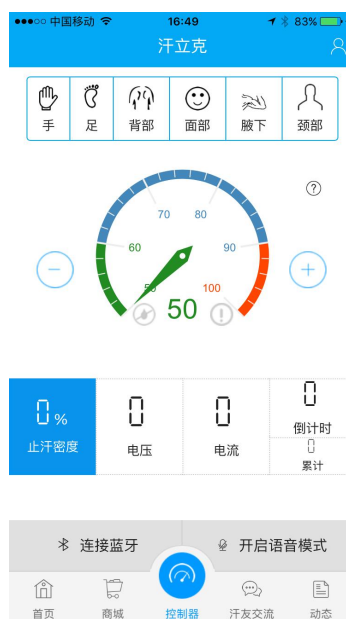 中国移动 16:49 83%
汗立克
手 足 背部 面部 腋下 颈部
?
70 80
60 90
50 100
50
0% 0 0 0
止汗密度 电压 电流 倒计时
0
累计
连接蓝牙 开启语音模式
首页 商城 控制器 汗友交流 动态